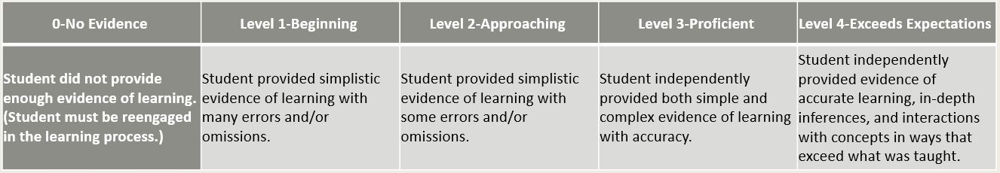 0-No Evidence
Level 1-Beginning
Level 2-Approaching
Level 3-Proficient
Level 4-Exceeds Expectations
Student did not provide
enough evidence of learning.
(Student must be reengaged
in the learning process.)
Student provided simplistic
evidence of learning with
many errors and/or
omissions.
Student provided simplistic
evidence of learning with
some errors and/or
omissions.
Student independently
provided both simple and
complex evidence of learning
with accuracy.
Student independently
provided evidence of
accurate learning, in-depth
inferences, and interactions
with concepts in ways that
exceed what was taught.